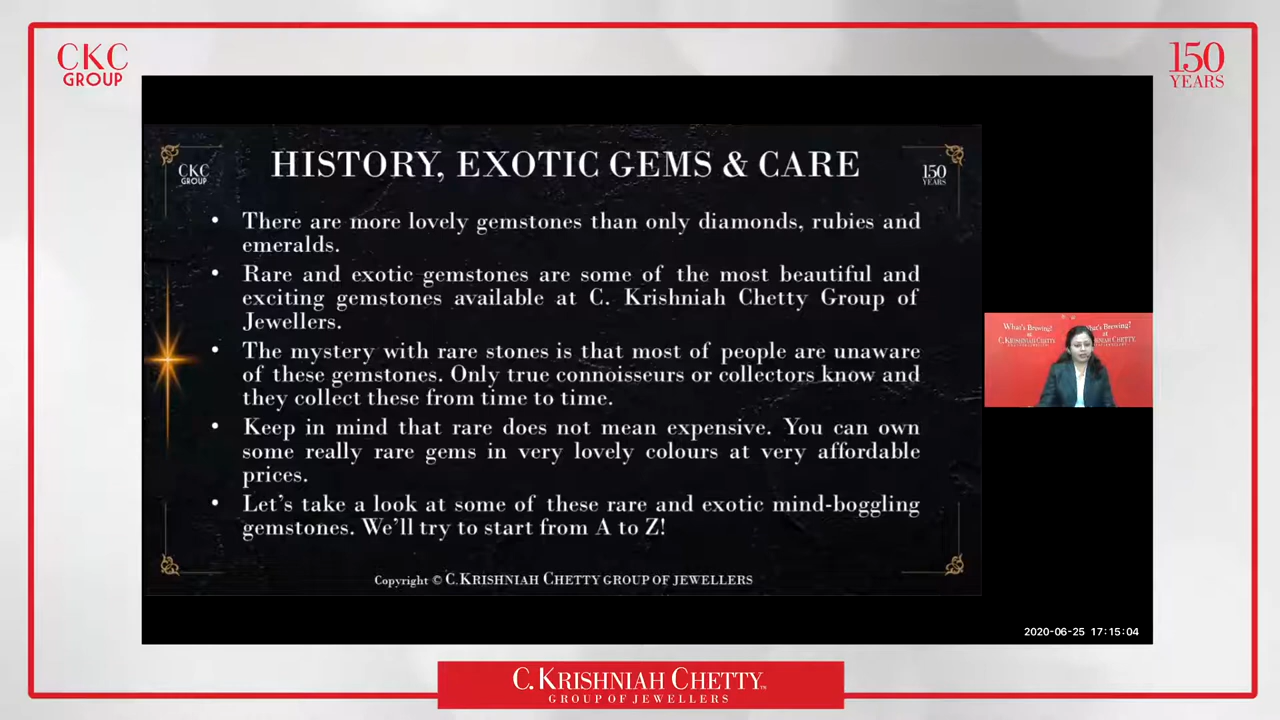 CKC
GROUP
150
YEARS
CKC
GROUP
HISTORY, EXOTIC GEMS & CARE
150
YEARS
• There are more lovely gemstones than only diamonds, rubies and
emeralds.
• Rare and exotic gemstones are some of the most beautiful and
exciting gemstones available at C. Krishniah Chetty Group of
Jewellers.
• The mystery with rare stones is that most of people are unaware
of these gemstones. Only true connoisseurs or collectors know and
they collect these from time to time.
• Keep in mind that rare does not mean expensive. You can own
some really rare gems in very lovely colours at very affordable
prices.
• Let's take a look at some of these rare and exotic mind-boggling
gemstones. We'll try to start from A to Z!
Copyright © C.KRISHNIAH CHETTY GROUP OF JEWELLERS
What's Brewing!
at
C.KRISHNIAH CHETTY
What's Brewing!
2020-06-25 17:15:04
C. KRISHNIAH CHETTY™
GROUP OF JEWELLERS